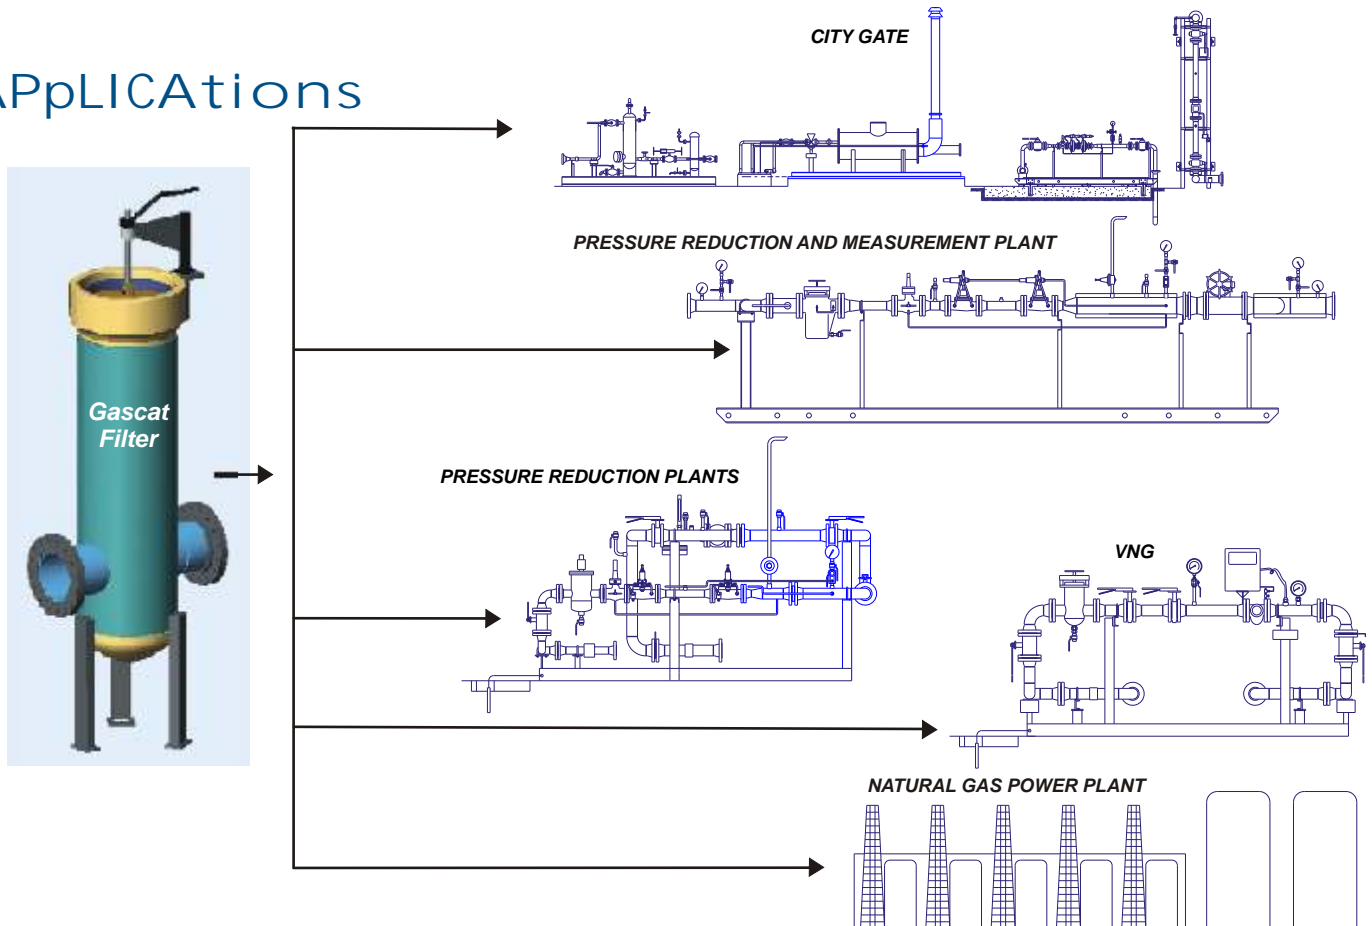 APpLICAtions
CITY GATE
PRESSURE REDUCTION AND MEASUREMENT PLANT
Gascat
Filter
PRESSURE REDUCTION PLANTS
VNG
NATURAL GAS POWER PLANT